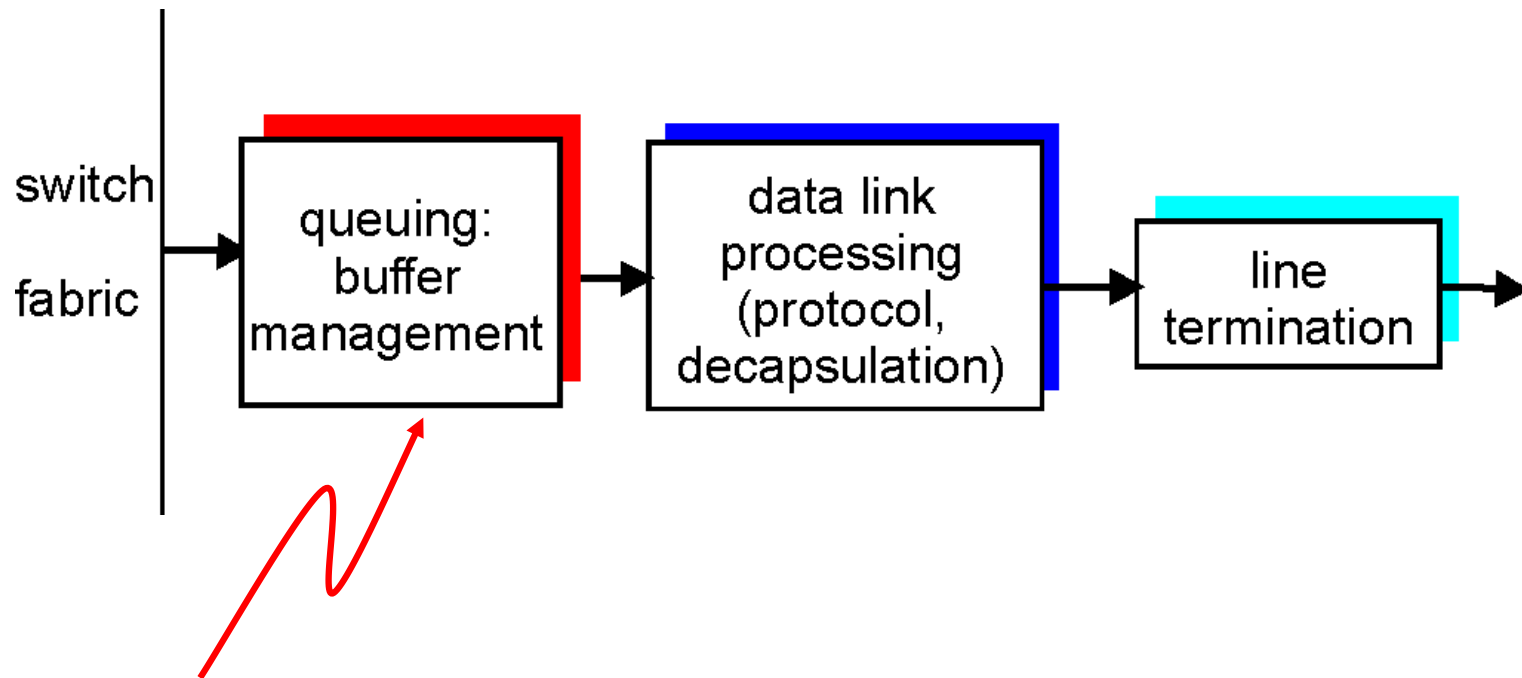 switch
fabric
queuing:
buffer
management
data link
processing
(protocol,
decapsulation)
line
termination